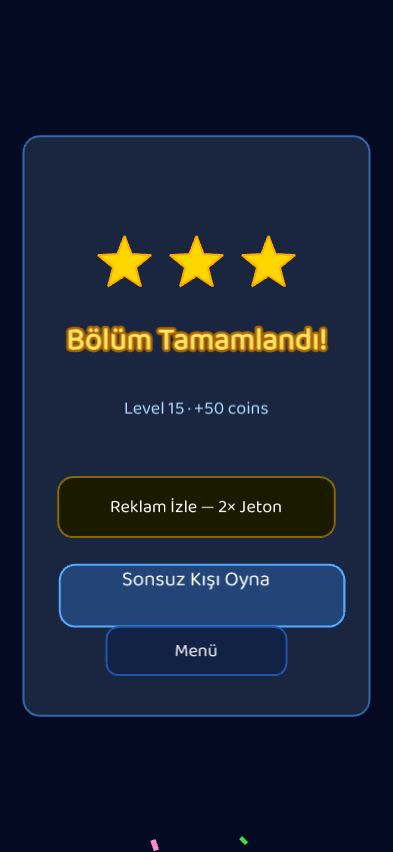 Bölüm Tamamlandı!
Level 15 · +50 coins
Reklam İzle — 2× Jeton
Sonsuz Kışı Oyna
Menü